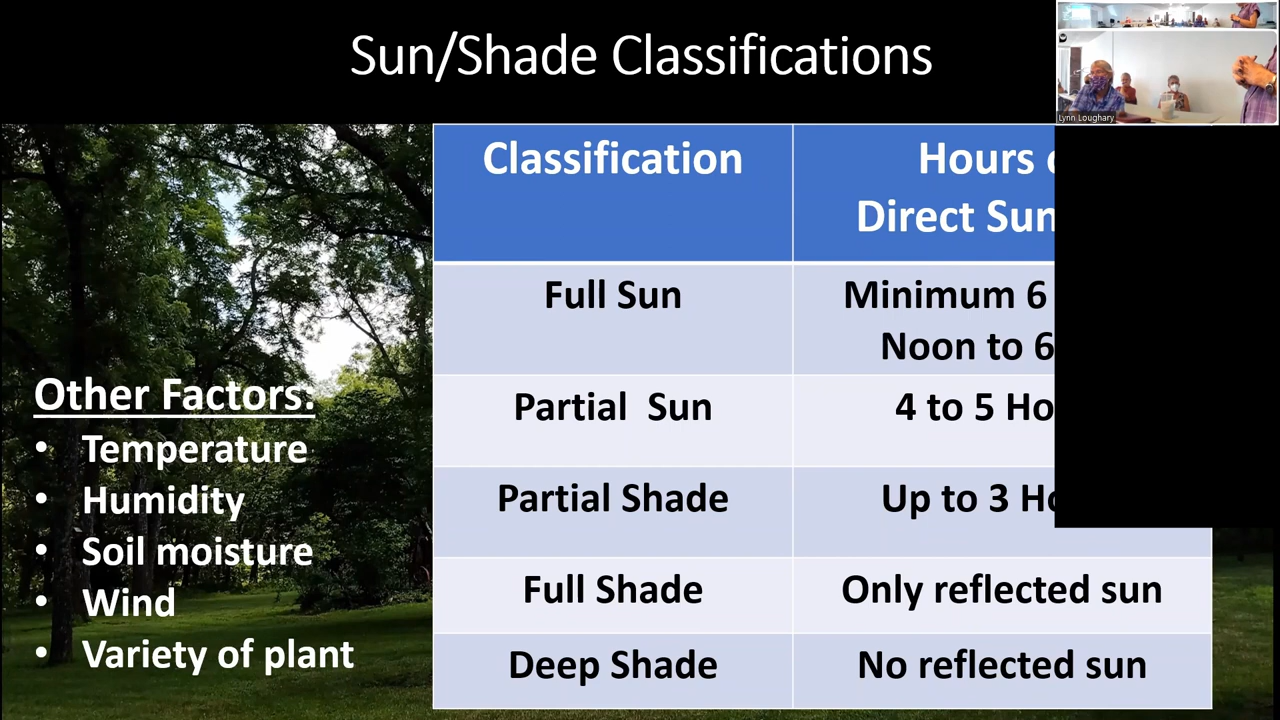 Sun/Shade Classifications
Lynn Loughary
Classification
Hours
Direct Sun
Full Sun
Minimum 6
Noon to 6
Partial Sun
4 to 5 Ho
Partial Shade
Up to 3 Ho
Full Shade
Only reflected sun
Deep Shade
No reflected sun
Other Factors:
• Temperature
• Humidity
• Soil moisture
• Wind
• Variety of plant